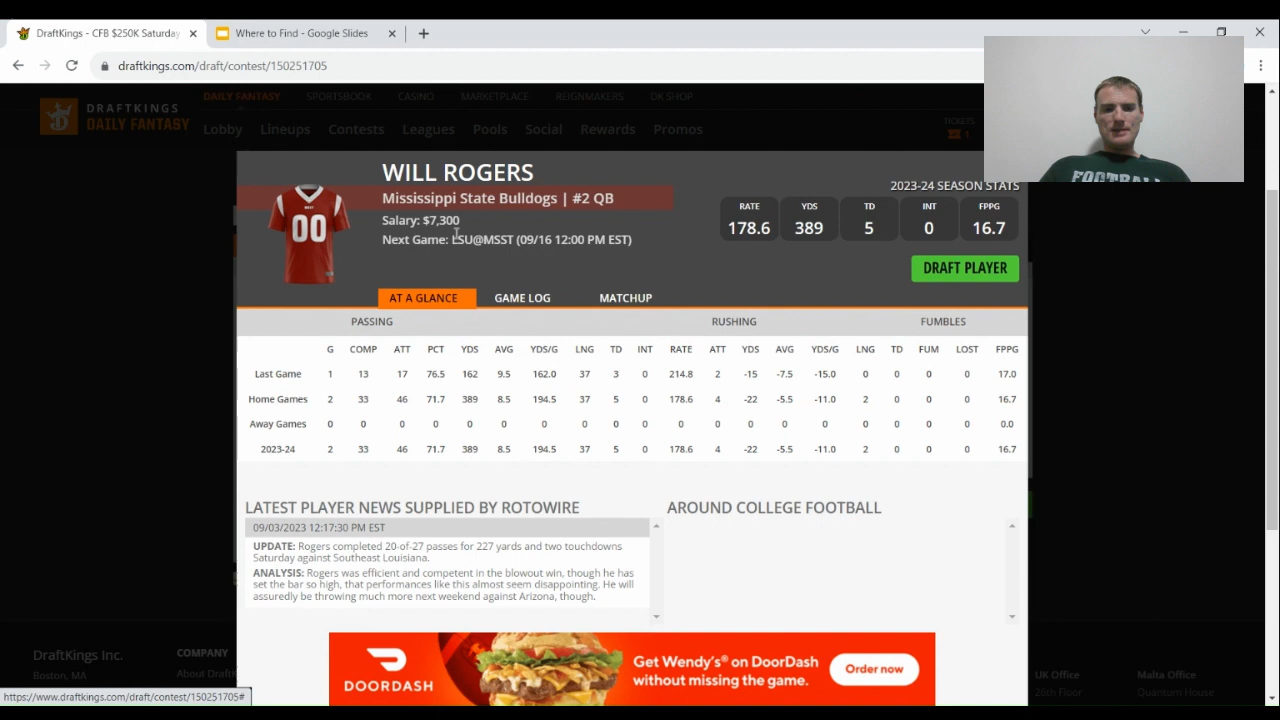 DraftKings - CFB $250K Saturday
Where to Find - Google Slides
draftkings.com/draft/contest/150251705
DRAFTKINGS
DAILY FANTASY
DAILY FANTASY SPORTSBOOK CASINO MARKETPLACE REIGNMAKERS DK SHOP
Lobby Lineups Contests Leagues Pools Social Rewards Promos
TICKETS
1
FOOTBALL
WILL ROGERS
Mississippi State Bulldogs | #2 QB
Salary: $7,300
Next Game: LSU@MSST (09/16 12:00 PM EST)
00
2023-24 SEASON STATS
RATE YDS TD INT FPPG
178.6 389 5 0 16.7
DRAFT PLAYER
AT A GLANCE GAME LOG MATCHUP
PASSING RUSHING FUMBLES
G COMP ATT PCT YDS AVG YDS/G LNG TD INT RATE ATT YDS AVG YDS/G LNG TD FUM LOST FPPG
Last Game 1 13 17 76.5 162 9.5 162.0 37 3 0 214.8 2 -15 -7.5 -15.0 0 0 0 0 17.0
Home Games 2 33 46 71.7 389 8.5 194.5 37 5 0 178.6 4 -22 -5.5 -11.0 2 0 0 0 16.7
Away Games 0 0 0 0 0 0 0 0 0 0 0 0 0 0 0 0 0 0 0 0.0
2023-24 2 33 46 71.7 389 8.5 194.5 37 5 0 178.6 4 -22 -5.5 -11.0 2 0 0 0 16.7
LATEST PLAYER NEWS SUPPLIED BY ROTOWIRE
AROUND COLLEGE FOOTBALL
09/03/2023 12:17:30 PM EST
UPDATE: Rogers completed 20-of-27 passes for 227 yards and two touchdowns
Saturday against Southeast Louisiana.
ANALYSIS: Rogers was efficient and competent in the blowout win, though he has
set the bar so high, that performances like this almost seem disappointing. He will
assuredly be throwing much more next weekend against Arizona, though.
DOORDASH
Get Wendy's® on DoorDash
without missing the game.
Order now
DraftKings Inc.
Boston, MA
COMPANY
About DraftK
UK Office
28th Floor
Malta Office
Quantum House
https://www.draftkings.com/draft/contest/150251705#